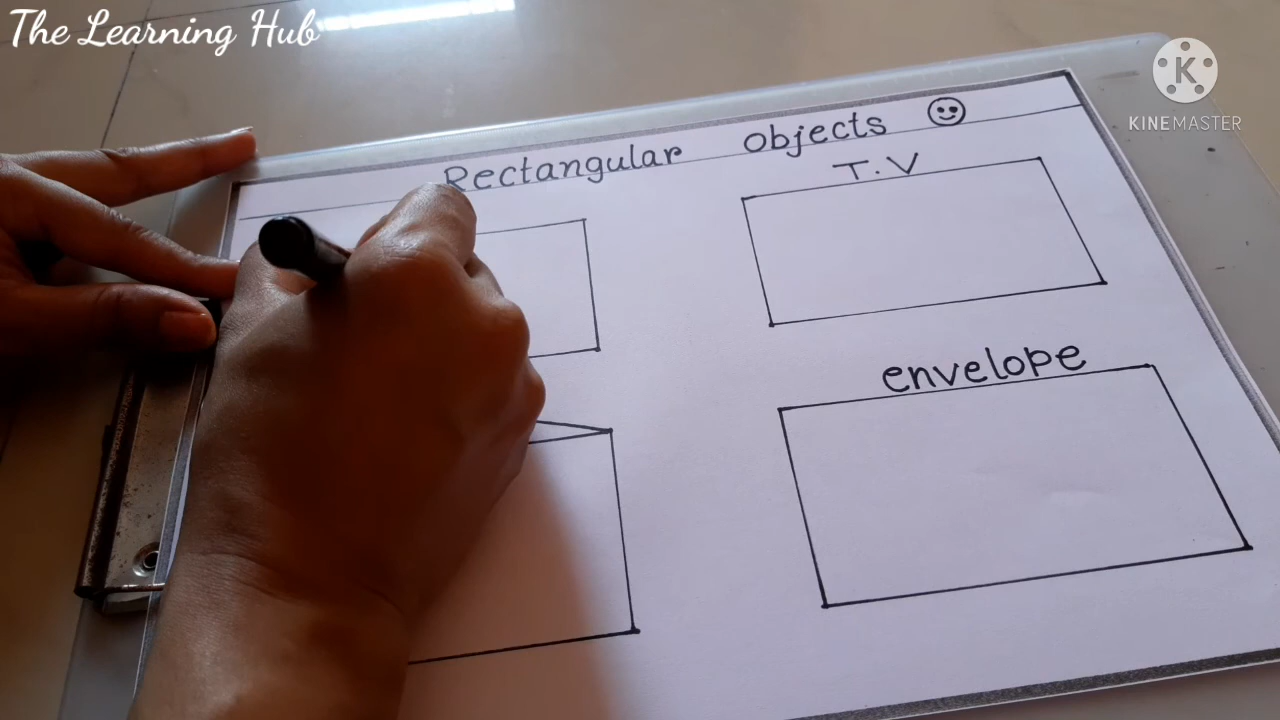 The Learning Hub
KINEMASTER
Rectangular Objects
T.V
envelope